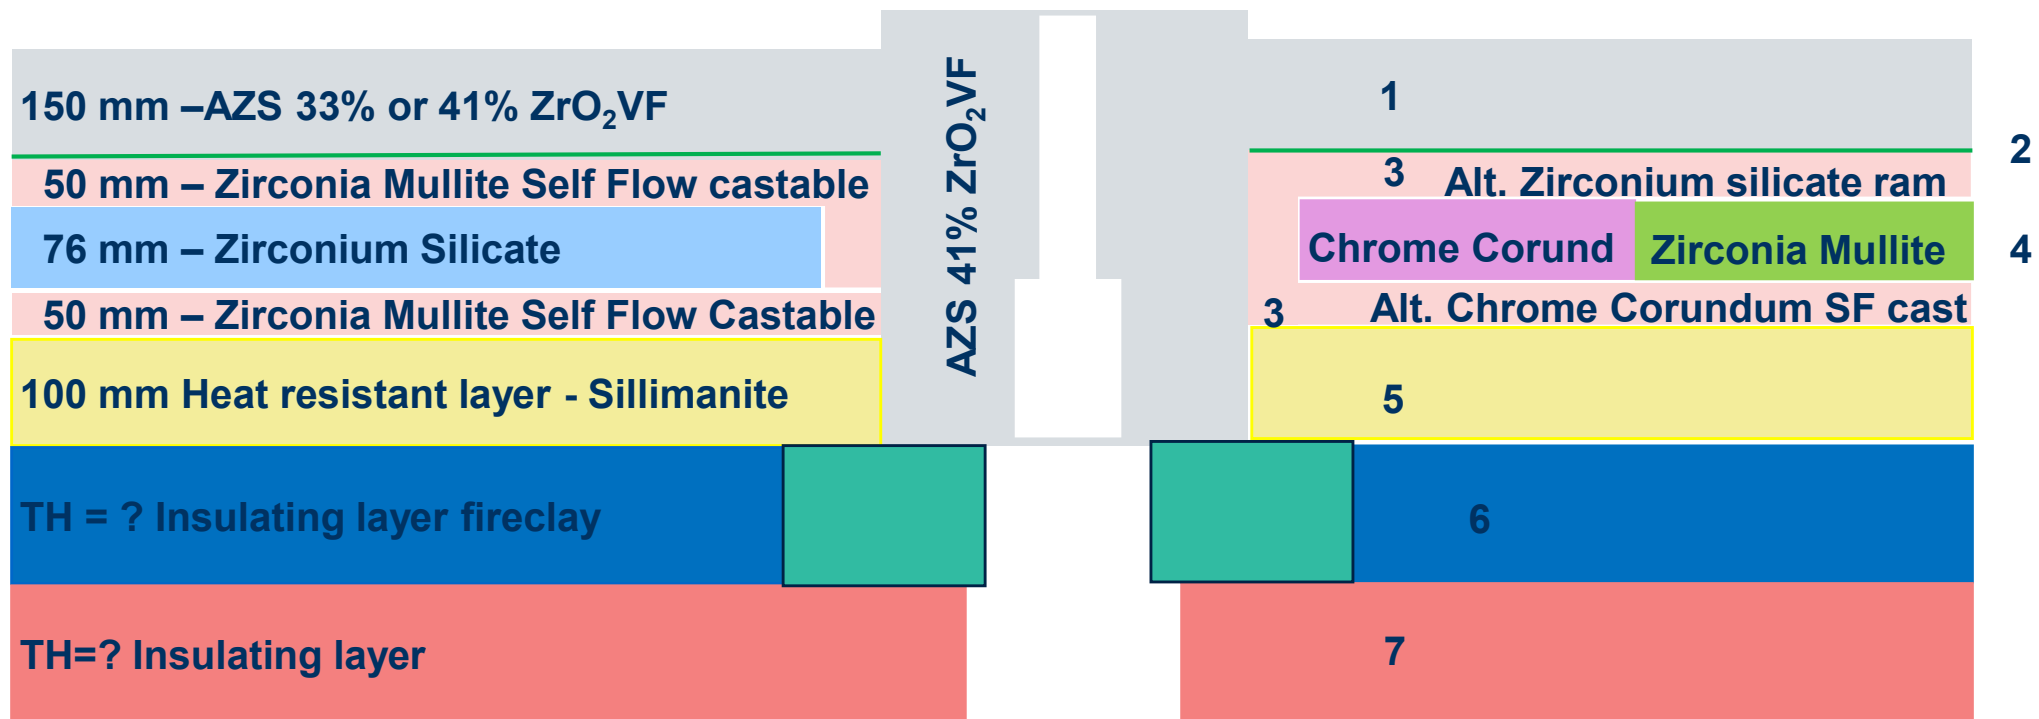 150 mm –AZS 33% or 41% ZrO₂VF
50 mm – Zirconia Mullite Self Flow castable
76 mm – Zirconium Silicate
50 mm – Zirconia Mullite Self Flow Castable
100 mm Heat resistant layer - Sillimanite
TH = ? Insulating layer fireclay
TH=? Insulating layer
AZS 41% ZrO₂VF
1
2
3 Alt. Zirconium silicate ram
Chrome Corund Zirconia Mullite 4
3 Alt. Chrome Corundum SF cast
5
6
7